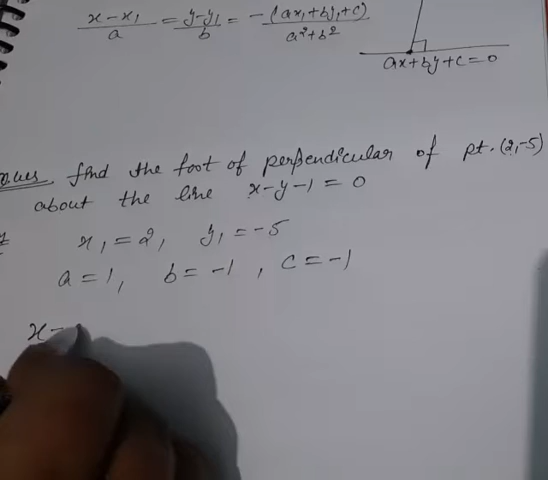 x - x₁ / a = y - y₁ / b = -(ax₁ + by₁ + c) / a² + b²
ax + by + c = 0
Ques. find the foot of perpendicular of pt. (2, -5)
about the line x - y - 1 = 0
x₁ = 2, y₁ = -5
a = 1, b = -1, c = -1
x -